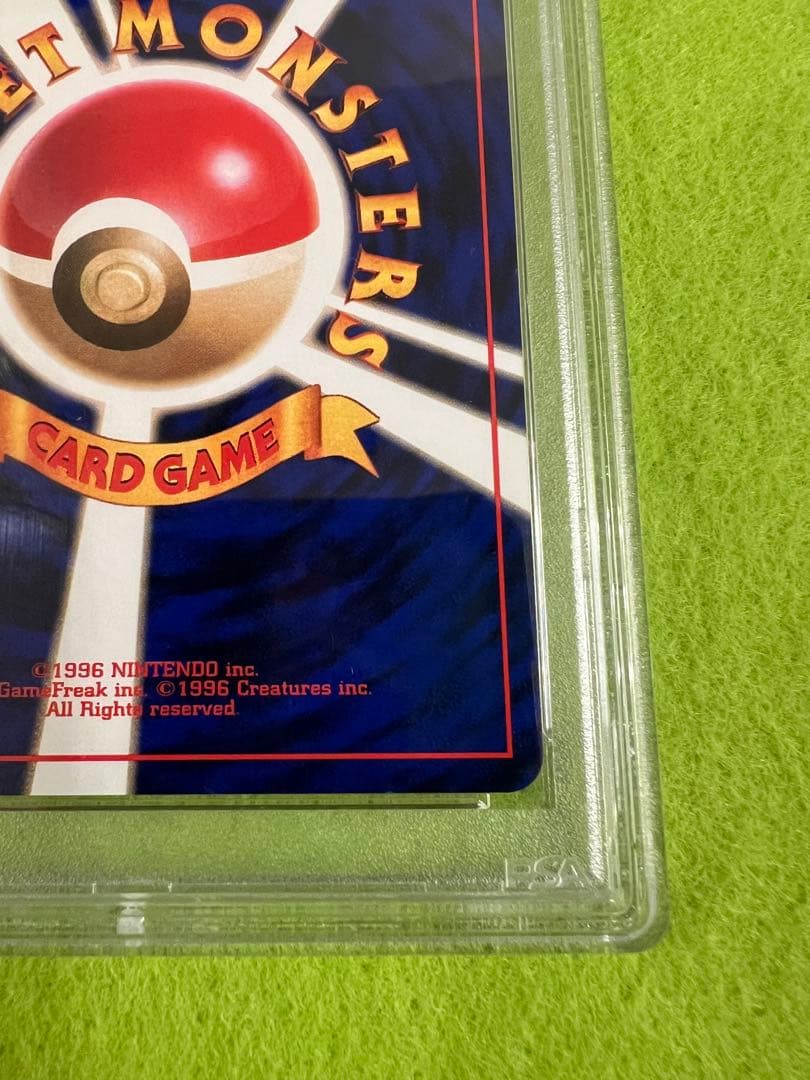 ET MONSTERS
CARD GAME
©1996 NINTENDO inc.
GameFreak inc. ©1996 Creatures inc.
All Rights reserved.
PSA